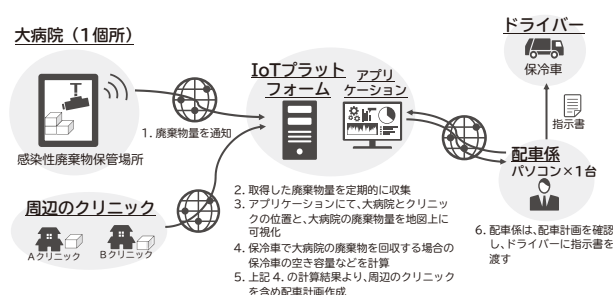 大病院（1個所）
感染性廃棄物保管場所
1. 廃棄物量を通知
周辺のクリニック
Aクリニック
Bクリニック
IoTプラット
フォーム
アプリ
ケーション
2. 取得した廃棄物量を定期的に収集
3. アプリケーションにて、大病院とクリニッ
クの位置と、大病院の廃棄物量を地図上に
可視化
4. 保冷車で大病院の廃棄物を回収する場合の
保冷車の空き容量などを計算
5. 上記 4. の計算結果より、周辺のクリニック
を含め配車計画作成
ドライバー
保冷車
指示書
配車係
パソコン×1台
6. 配車係は、配車計画を確認
し、ドライバーに指示書を
渡す